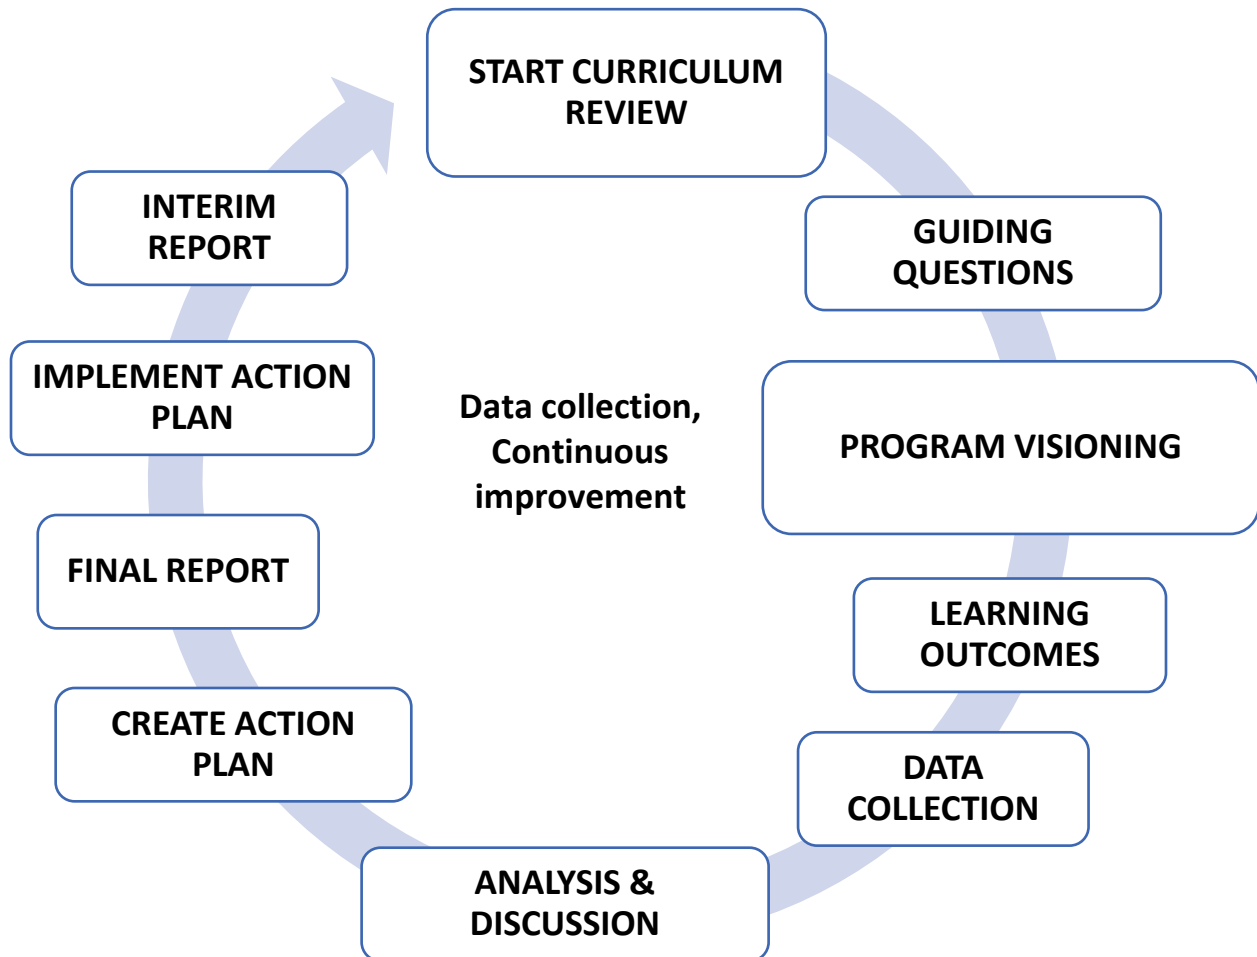 START CURRICULUM
REVIEW
GUIDING
QUESTIONS
PROGRAM VISIONING
LEARNING
OUTCOMES
DATA
COLLECTION
ANALYSIS &
DISCUSSION
CREATE ACTION
PLAN
FINAL REPORT
IMPLEMENT ACTION
PLAN
INTERIM
REPORT
Data collection,
Continuous
improvement